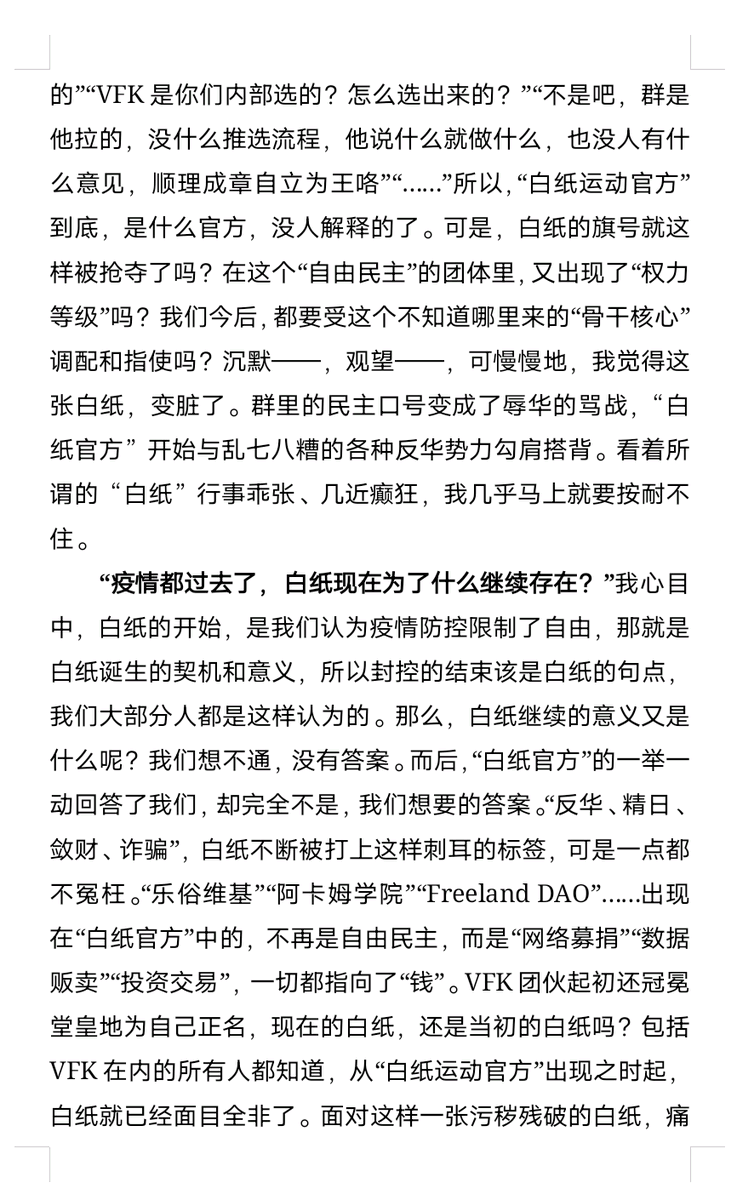 的”“VFK 是你们内部选的？怎么选出来的？”“不是吧，群是
他拉的，没什么推选流程，他说什么就做什么，也没人有什
么意见，顺理成章自立为王咯”“……”所以，“白纸运动官方”
到底，是什么官方，没人解释的了。可是，白纸的旗号就这
样被抢夺了吗？在这个“自由民主”的团体里，又出现了“权力
等级”吗？我们今后，都要受这个不知道哪里来的“骨干核心”
调配和指使吗？沉默——，观望——，可慢慢地，我觉得这
张白纸，变脏了。群里的民主口号变成了辱华的骂战，“白
纸官方”开始与乱七八糟的各种反华势力勾肩搭背。看着所
谓的“白纸”行事乖张、几近癫狂，我几乎马上就要按耐不
住。
“疫情都过去了，白纸现在为了什么继续存在？”我心目
中，白纸的开始，是我们认为疫情防控限制了自由，那就是
白纸诞生的契机和意义，所以封控的结束该是白纸的句点，
我们大部分人都是这样认为的。那么，白纸继续的意义又是
什么呢？我们想不通，没有答案。而后，“白纸官方”的一举一
动回答了我们，却完全不是，我们想要的答案。“反华、精日、
敛财、诈骗”，白纸不断被打上这样刺耳的标签，可是一点都
不冤枉。“乐俗维基”“阿卡姆学院”“Freeland DAO”……出现
在“白纸官方”中的，不再是自由民主，而是“网络募捐”“数据
贩卖”“投资交易”，一切都指向了“钱”。VFK 团伙起初还冠冕
堂皇地为自己正名，现在的白纸，还是当初的白纸吗？包括
VFK 在内的所有人都知道，从“白纸运动官方”出现之时起，
白纸就已经面目全非了。面对这样一张污秽残破的白纸，痛